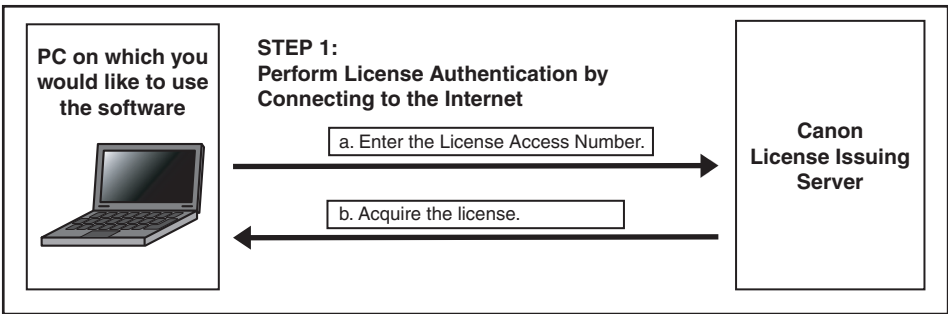 PC on which you
would like to use
the software
STEP 1:
Perform License Authentication by
Connecting to the Internet
a. Enter the License Access Number.
b. Acquire the license.
Canon
License Issuing
Server